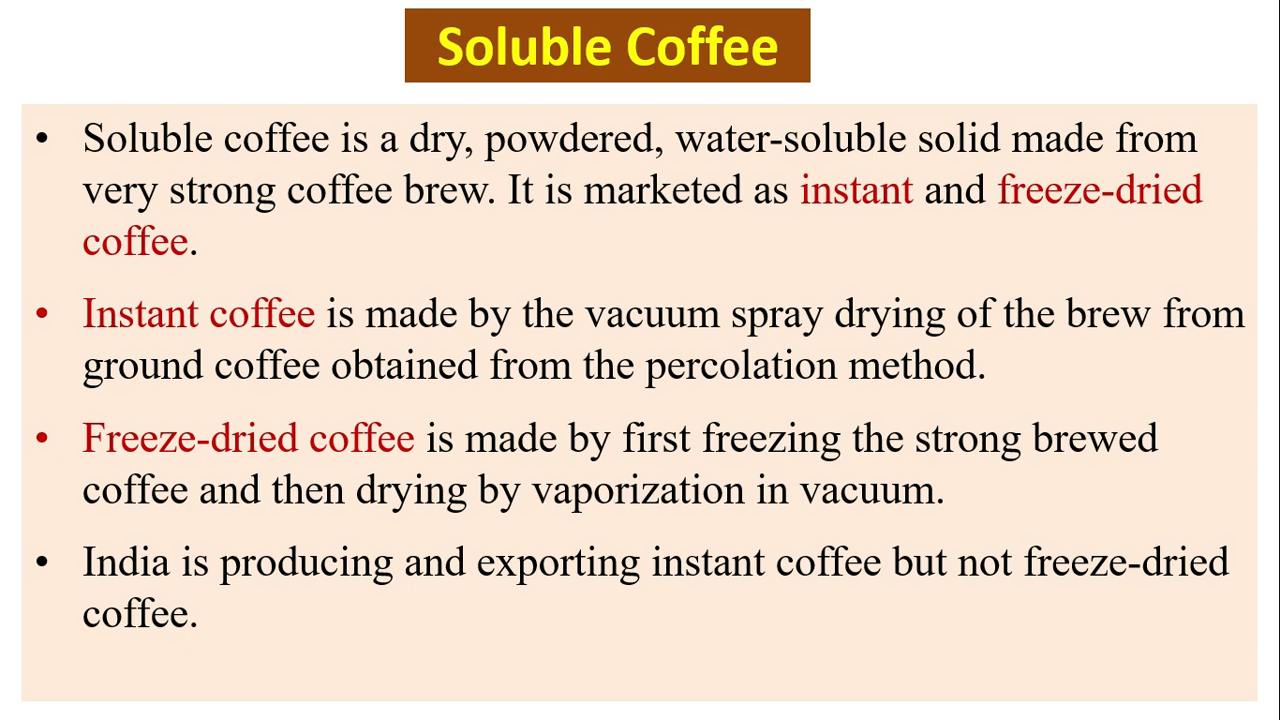 Soluble Coffee
• Soluble coffee is a dry, powdered, water-soluble solid made from
very strong coffee brew. It is marketed as instant and freeze-dried
coffee.
• Instant coffee is made by the vacuum spray drying of the brew from
ground coffee obtained from the percolation method.
• Freeze-dried coffee is made by first freezing the strong brewed
coffee and then drying by vaporization in vacuum.
• India is producing and exporting instant coffee but not freeze-dried
coffee.